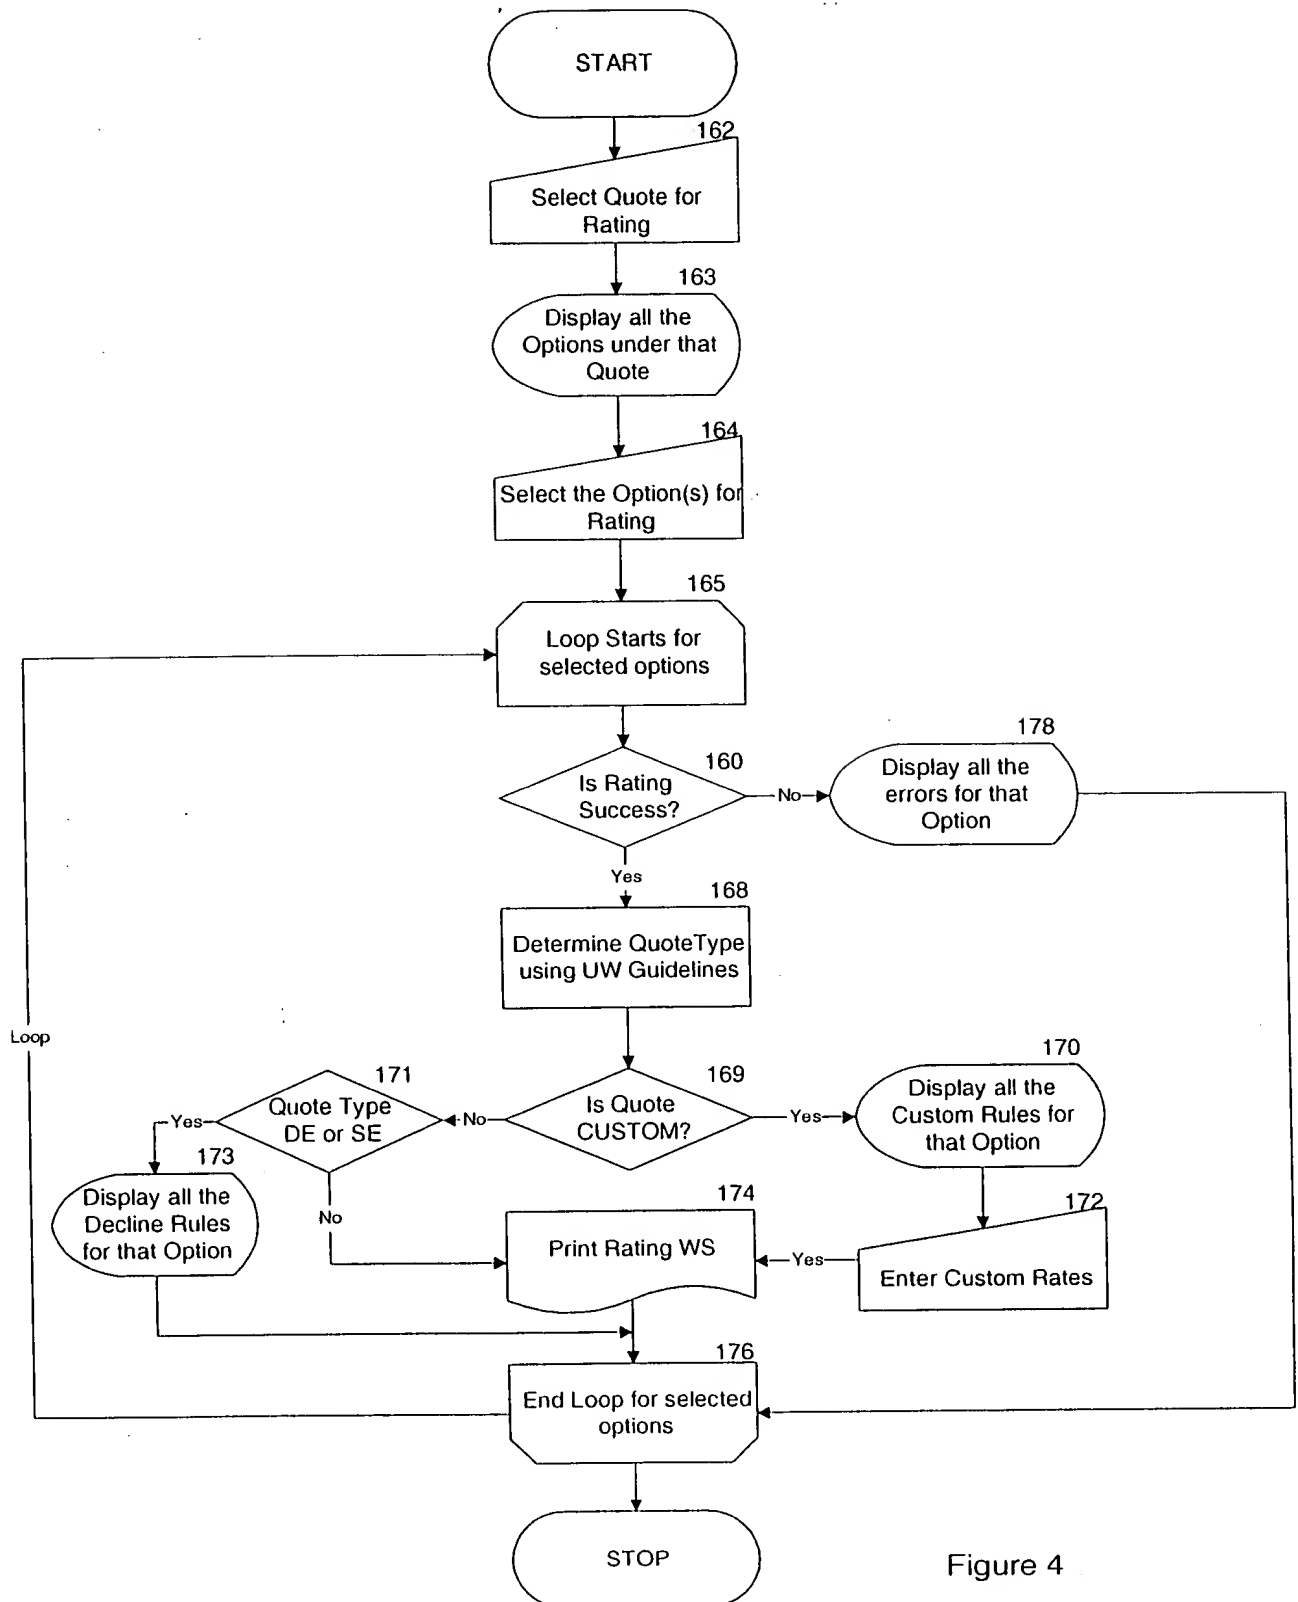 START
162
Select Quote for
Rating
163
Display all the
Options under that
Quote
164
Select the Option(s) for
Rating
165
Loop Starts for
selected options
160
Is Rating
Success?
No
178
Display all the
errors for that
Option
Yes
168
Determine QuoteType
using UW Guidelines
Loop
171
Quote Type
DE or SE
No
169
Is Quote
CUSTOM?
Yes
170
Display all the
Custom Rules for
that Option
Yes
173
Display all the
Decline Rules
for that Option
No
174
Print Rating WS
Yes
172
Enter Custom Rates
176
End Loop for selected
options
STOP
Figure 4